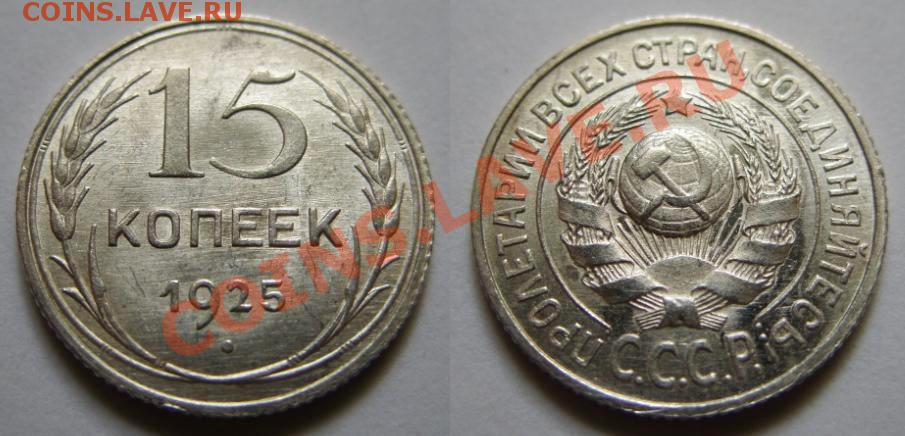 COINS.LAVE.RU
15
КОПЕЕК
1925
ПРОЛЕТАРИИ ВСЕХ СТРАН, СОЕДИНЯЙТЕСЬ!
С.С.С.Р.
COINS.LAVE.RU